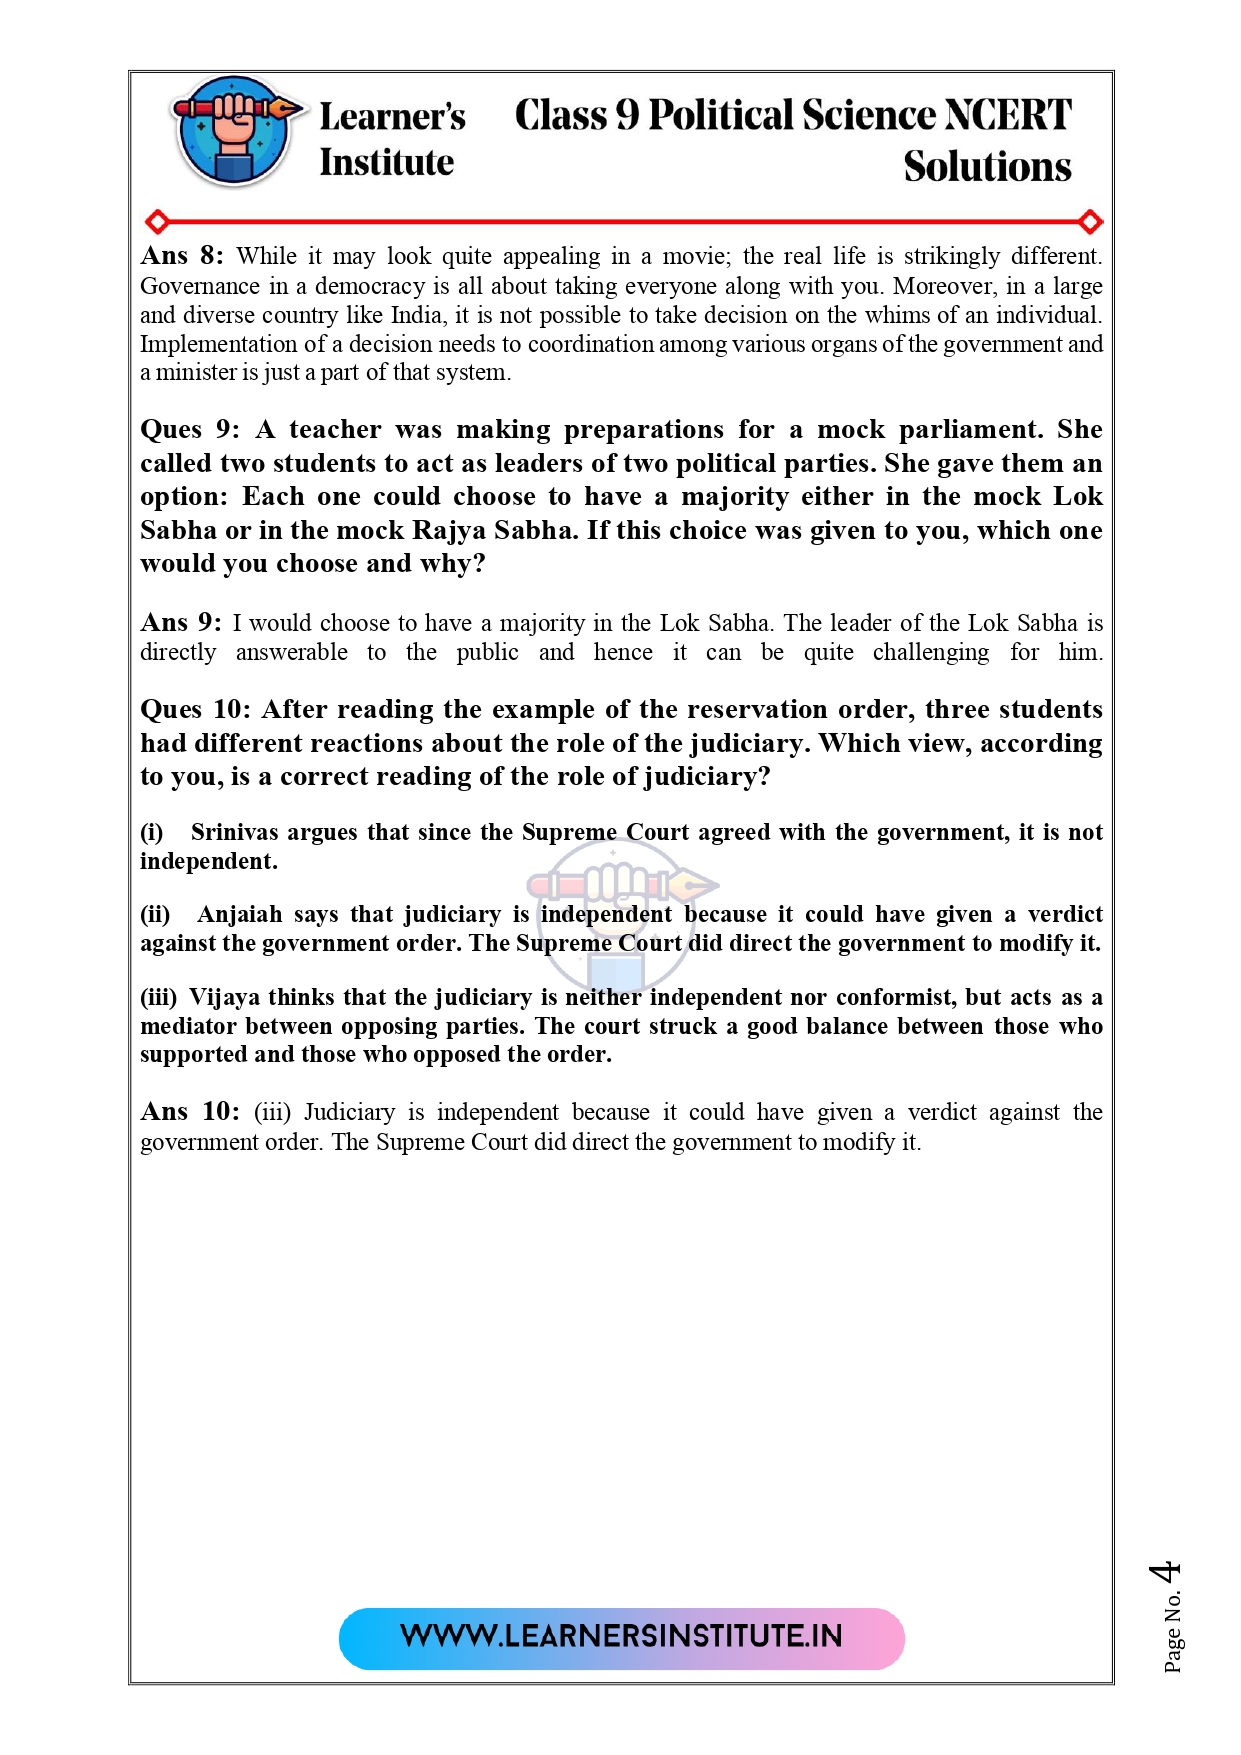 Learner's
Institute
Class 9 Political Science NCERT
Solutions
Ans 8: While it may look quite appealing in a movie; the real life is strikingly different.
Governance in a democracy is all about taking everyone along with you. Moreover, in a large
and diverse country like India, it is not possible to take decision on the whims of an individual.
Implementation of a decision needs to coordination among various organs of the government and
a minister is just a part of that system.
Ques 9: A teacher was making preparations for a mock parliament. She
called two students to act as leaders of two political parties. She gave them an
option: Each one could choose to have a majority either in the mock Lok
Sabha or in the mock Rajya Sabha. If this choice was given to you, which one
would you choose and why?
Ans 9: I would choose to have a majority in the Lok Sabha. The leader of the Lok Sabha is
directly answerable to the public and hence it can be quite challenging for him.
Ques 10: After reading the example of the reservation order, three students
had different reactions about the role of the judiciary. Which view, according
to you, is a correct reading of the role of judiciary?
(i) Srinivas argues that since the Supreme Court agreed with the government, it is not
independent.
(ii) Anjaiah says that judiciary is independent because it could have given a verdict
against the government order. The Supreme Court did direct the government to modify it.
(iii) Vijaya thinks that the judiciary is neither independent nor conformist, but acts as a
mediator between opposing parties. The court struck a good balance between those who
supported and those who opposed the order.
Ans 10: (iii) Judiciary is independent because it could have given a verdict against the
government order. The Supreme Court did direct the government to modify it.
WWW.LEARNERSINSTITUTE.IN
Page No. 4